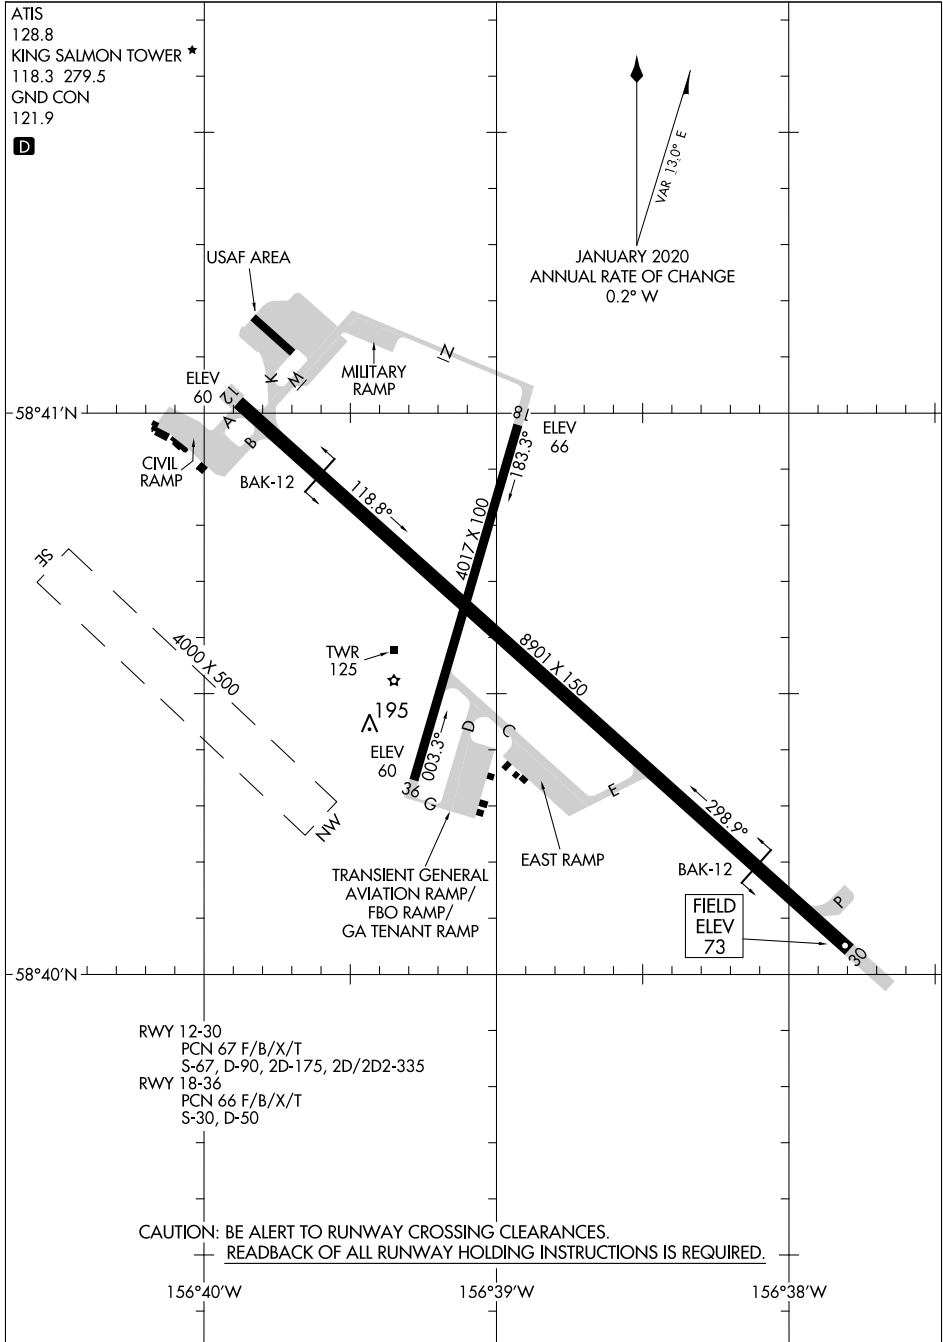 ATIS
128.8
KING SALMON TOWER ★
118.3 279.5
GND CON
121.9
D
VAR 13.0° E
JANUARY 2020
ANNUAL RATE OF CHANGE
0.2° W
USAF AREA
MILITARY
RAMP
IZ
K
M
ELEV
60
12
A
B
58°41'N
CIVIL
RAMP
BAK-12
118.8°
18
ELEV
66
183.3°
4017 X 100
SE
4000 X 500
NW
TWR
125
195
8901 X 150
ELEV
60
003.3°
36
D
C
G
E
TRANSIENT GENERAL
AVIATION RAMP/
FBO RAMP/
GA TENANT RAMP
EAST RAMP
298.9°
BAK-12
P
FIELD
ELEV
73
30
58°40'N
RWY 12-30
PCN 67 F/B/X/T
S-67, D-90, 2D-175, 2D/2D2-335
RWY 18-36
PCN 66 F/B/X/T
S-30, D-50
CAUTION: BE ALERT TO RUNWAY CROSSING CLEARANCES.
READBACK OF ALL RUNWAY HOLDING INSTRUCTIONS IS REQUIRED.
156°40'W
156°39'W
156°38'W